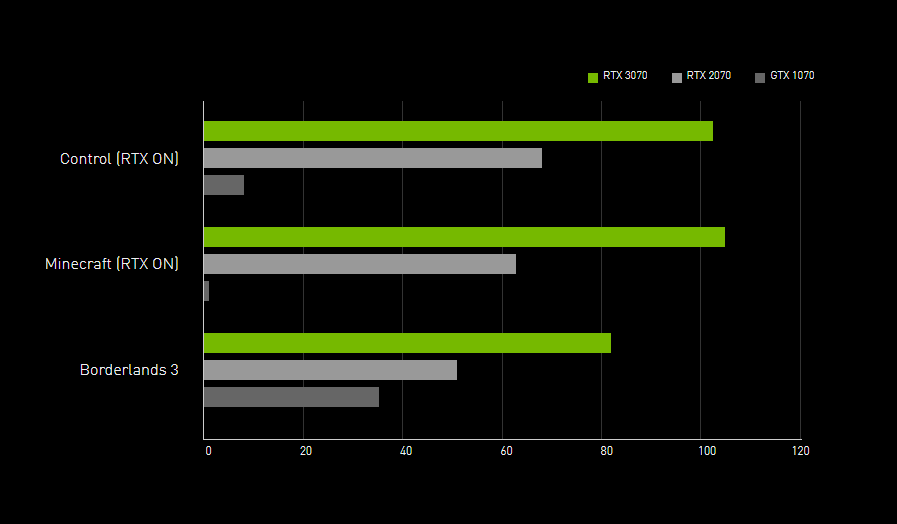 RTX 3070 RTX 2070 GTX 1070
Control (RTX ON)
Minecraft (RTX ON)
Borderlands 3
0 20 40 60 80 100 120